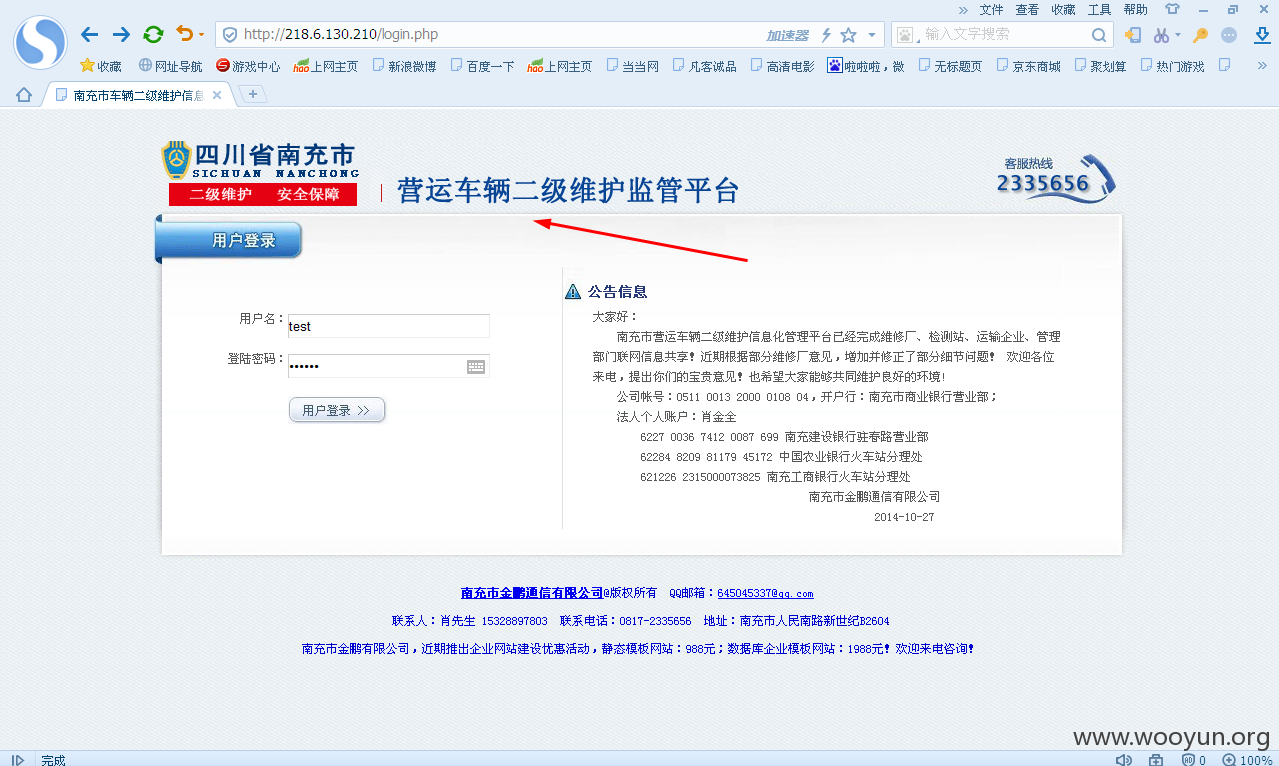 文件 查看 收藏 工具 帮助
http://218.6.130.210/login.php
加速器
输入文字搜索
收藏 网址导航 游戏中心 上网主页 新浪微博 百度一下 上网主页 当当网 凡客诚品 高清电影 啦啦啦，微 无标题页 京东商城 聚划算 热门游戏
南充市车辆二级维护信息
四川省南充市
SICHUAN NANCHONG
二级维护 安全保障
营运车辆二级维护监管平台
客服热线
2335656
用户登录
用户名：
test
登陆密码：
••••••
用户登录 >>
公告信息
大家好：
南充市营运车辆二级维护信息化管理平台已经完成维修厂、检测站、运输企业、管理
部门联网信息共享！近期根据部分维修厂意见，增加并修正了部分细节问题！ 欢迎各位
来电，提出你们的宝贵意见！也希望大家能够共同维护良好的环境！
公司帐号：0511 0013 2000 0108 04，开户行：南充市商业银行营业部；
法人个人账户：肖金全
6227 0036 7412 0087 699 南充建设银行驻春路营业部
62284 8209 81179 45172 中国农业银行火车站分理处
621226 2315000073825 南充工商银行火车站分理处
南充市金鹏通信有限公司
2014-10-27
南充市金鹏通信有限公司@版权所有 QQ邮箱：645045337@qq.com
联系人：肖先生 15328897803 联系电话：0817-2335656 地址：南充市人民南路新世纪B2604
南充市金鹏有限公司，近期推出企业网站建设优惠活动，静态模板网站：988元；数据库企业模板网站：1988元！欢迎来电咨询！
www.wooyun.org
完成
0
100%